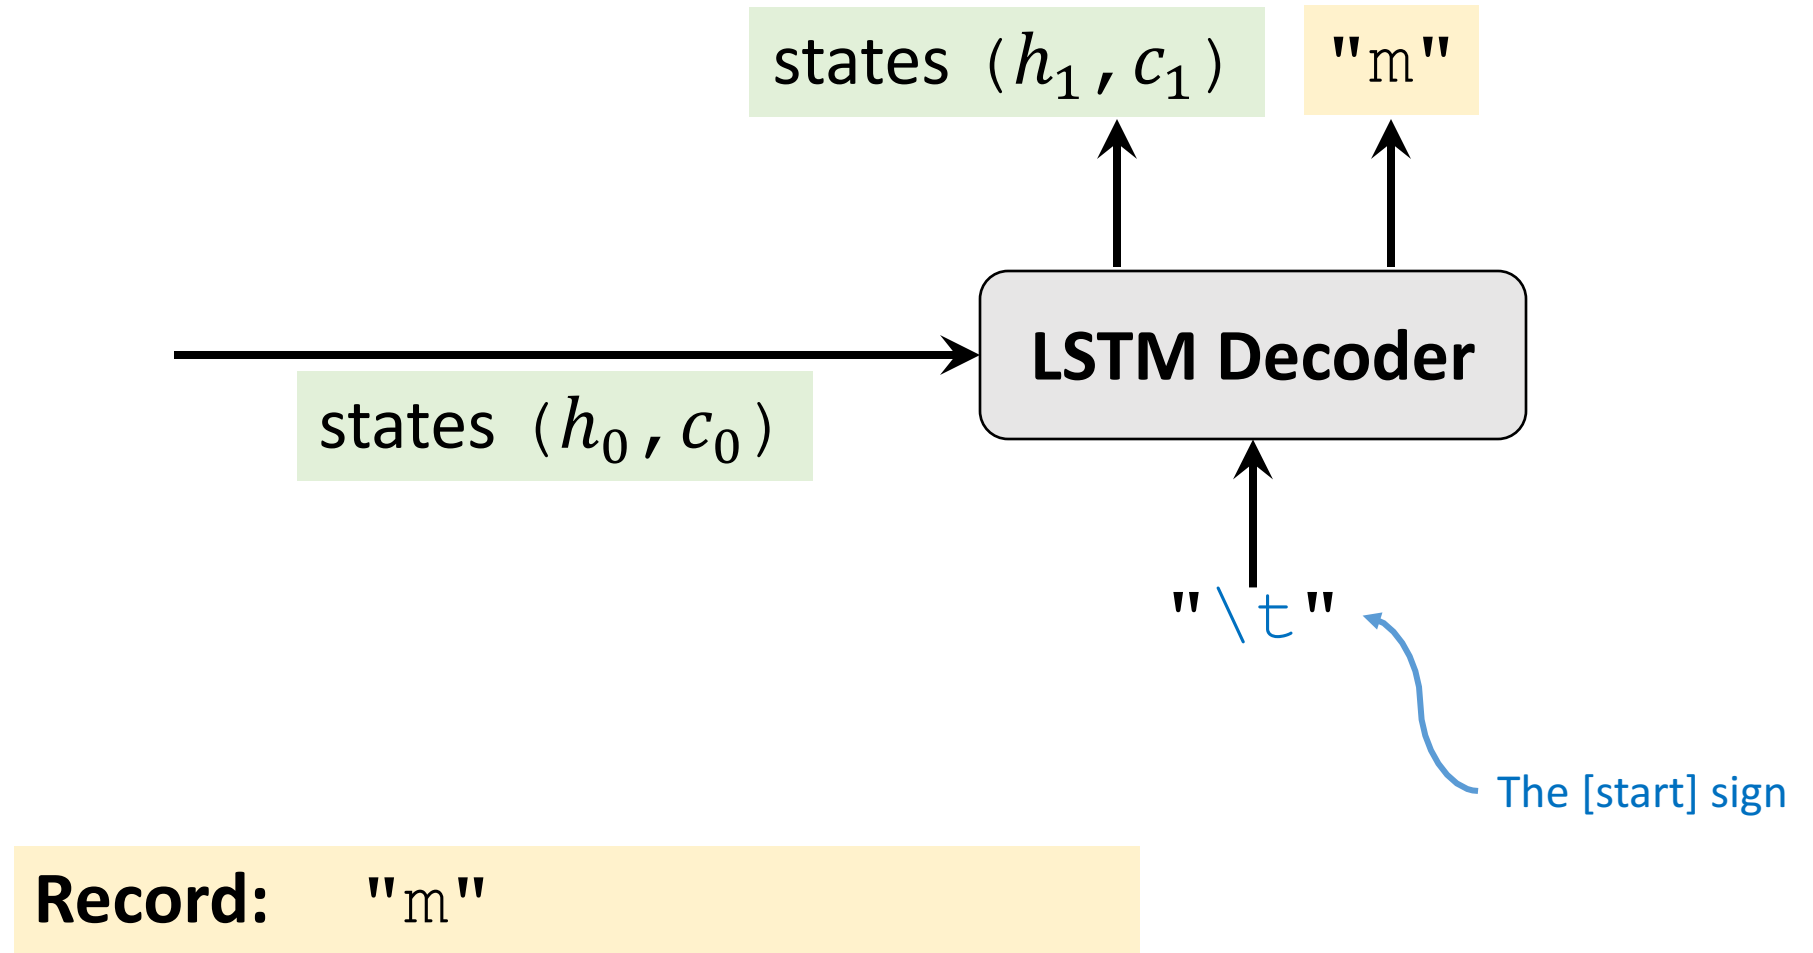 states (h₁, c₁)
"m"
LSTM Decoder
states (h₀, c₀)
"\t"
The [start] sign
Record: "m"